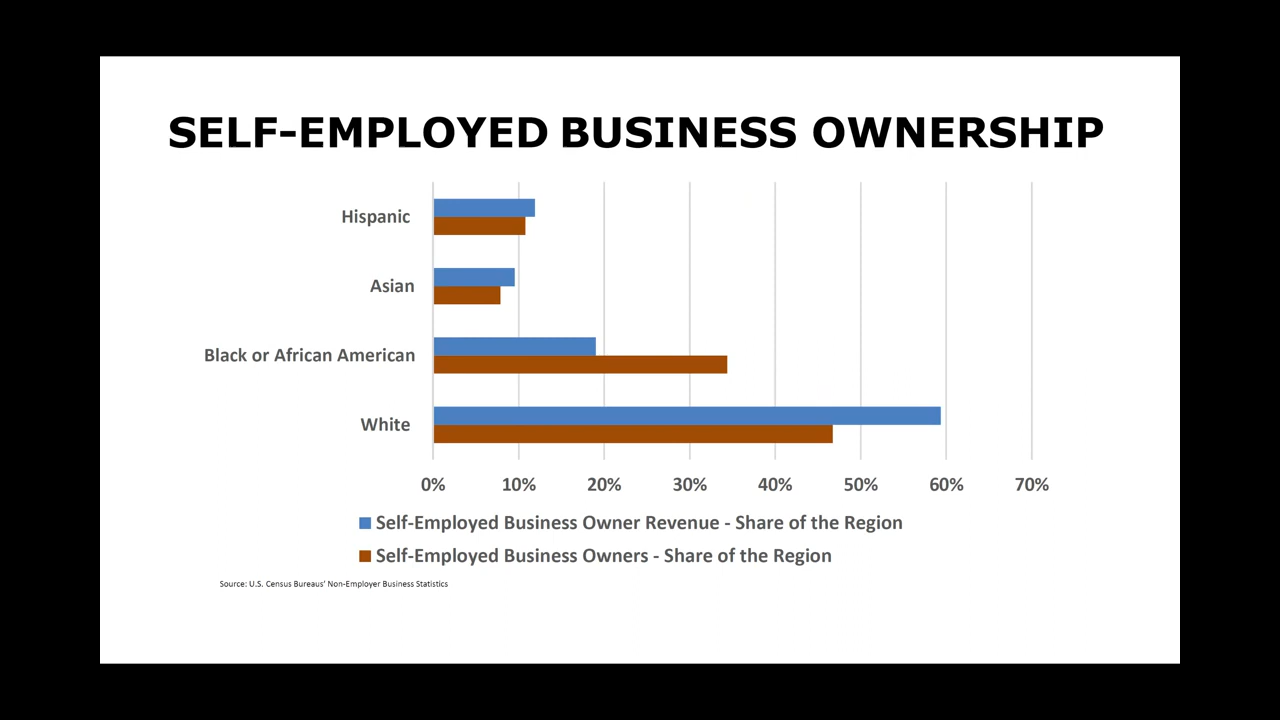 SELF-EMPLOYED BUSINESS OWNERSHIP
Hispanic
Asian
Black or African American
White
0% 10% 20% 30% 40% 50% 60% 70%
Self-Employed Business Owner Revenue - Share of the Region
Self-Employed Business Owners - Share of the Region
Source: U.S. Census Bureaus' Non-Employer Business Statistics